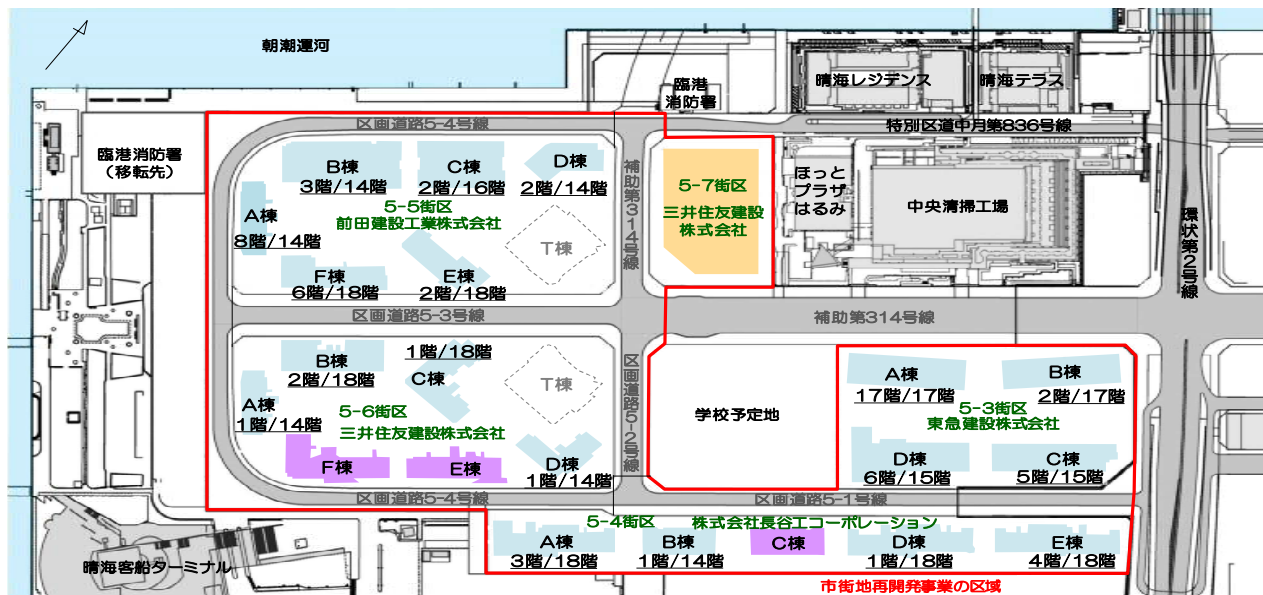 朝潮運河
臨港
消防署
晴海レジデンス
晴海テラス
区画道路5-4号線
特別区道中月第836号線
臨港消防署
(移転先)
B棟
3階/14階
C棟
2階/16階
D棟
2階/14階
補助第314号線
5-7街区
三井住友建設
株式会社
ほっと
プラザ
はるみ
中央清掃工場
環状第2号線
5-5街区
前田建設工業株式会社
A棟
8階/14階
T棟
F棟
6階/18階
E棟
2階/18階
区画道路5-3号線
補助第314号線
B棟
2階/18階
1階/18階
C棟
T棟
区画道路5-2号線
A棟
1階/14階
5-6街区
三井住友建設株式会社
F棟
E棟
D棟
1階/14階
学校予定地
A棟
17階/17階
B棟
2階/17階
5-3街区
東急建設株式会社
D棟
6階/15階
C棟
5階/15階
区画道路5-4号線
区画道路5-1号線
5-4街区
株式会社長谷工コーポレーション
A棟
3階/18階
B棟
1階/14階
C棟
D棟
1階/18階
E棟
4階/18階
晴海客船ターミナル
市街地再開発事業の区域